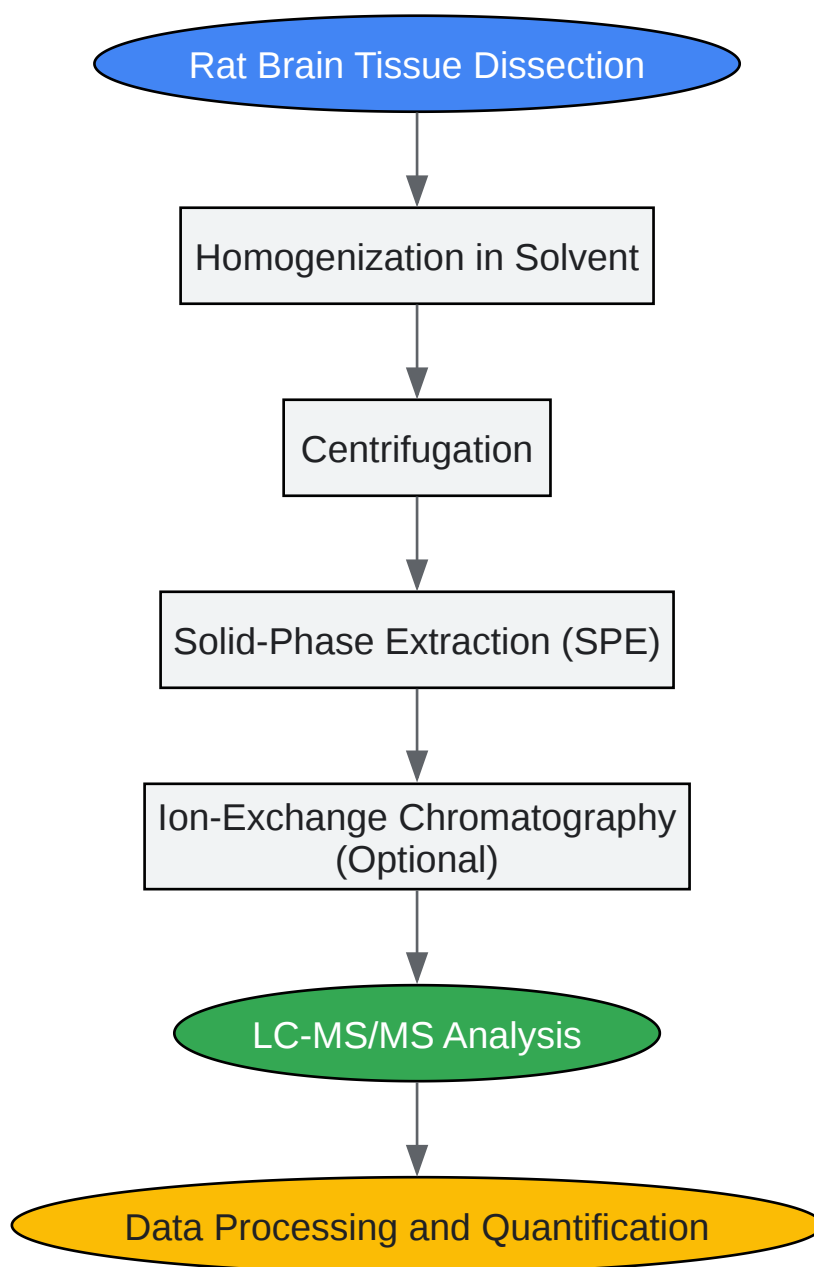 Rat Brain Tissue Dissection
Homogenization in Solvent
Centrifugation
Solid-Phase Extraction (SPE)
Ion-Exchange Chromatography
(Optional)
LC-MS/MS Analysis
Data Processing and Quantification